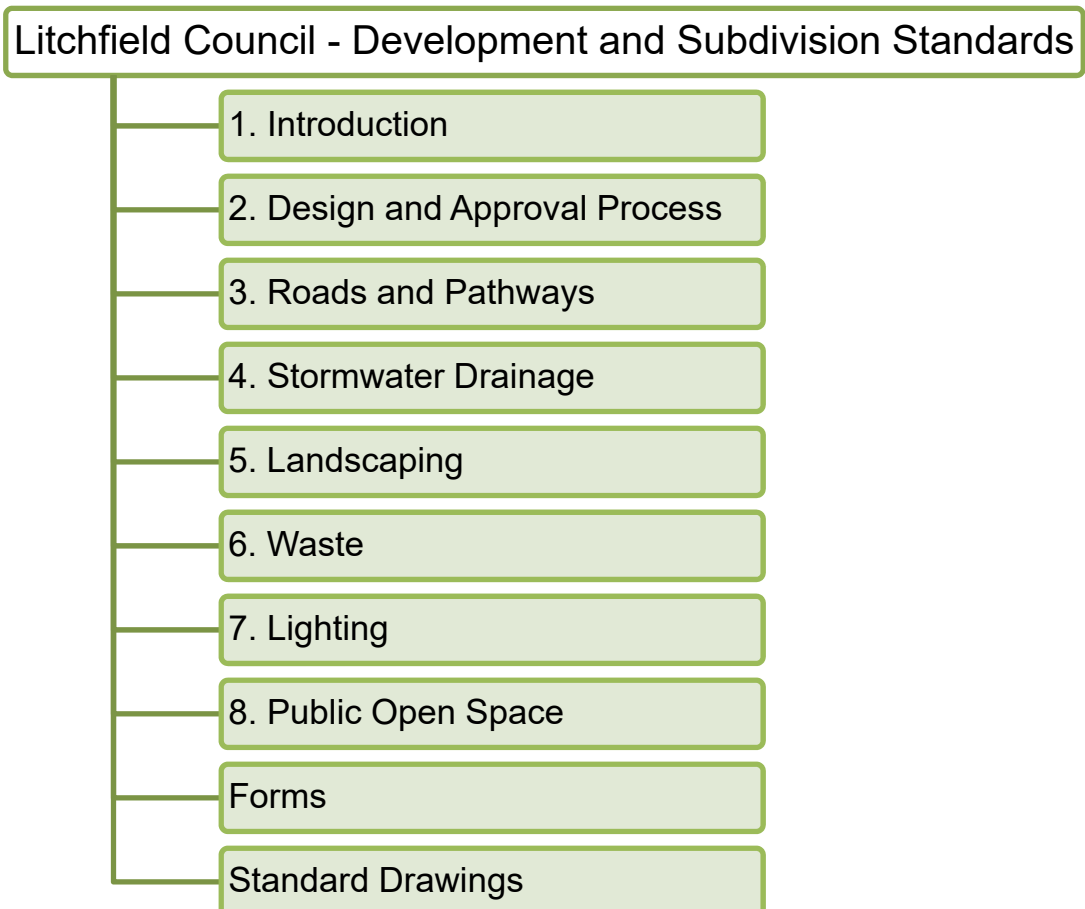 Litchfield Council - Development and Subdivision Standards
1. Introduction
2. Design and Approval Process
3. Roads and Pathways
4. Stormwater Drainage
5. Landscaping
6. Waste
7. Lighting
8. Public Open Space
Forms
Standard Drawings